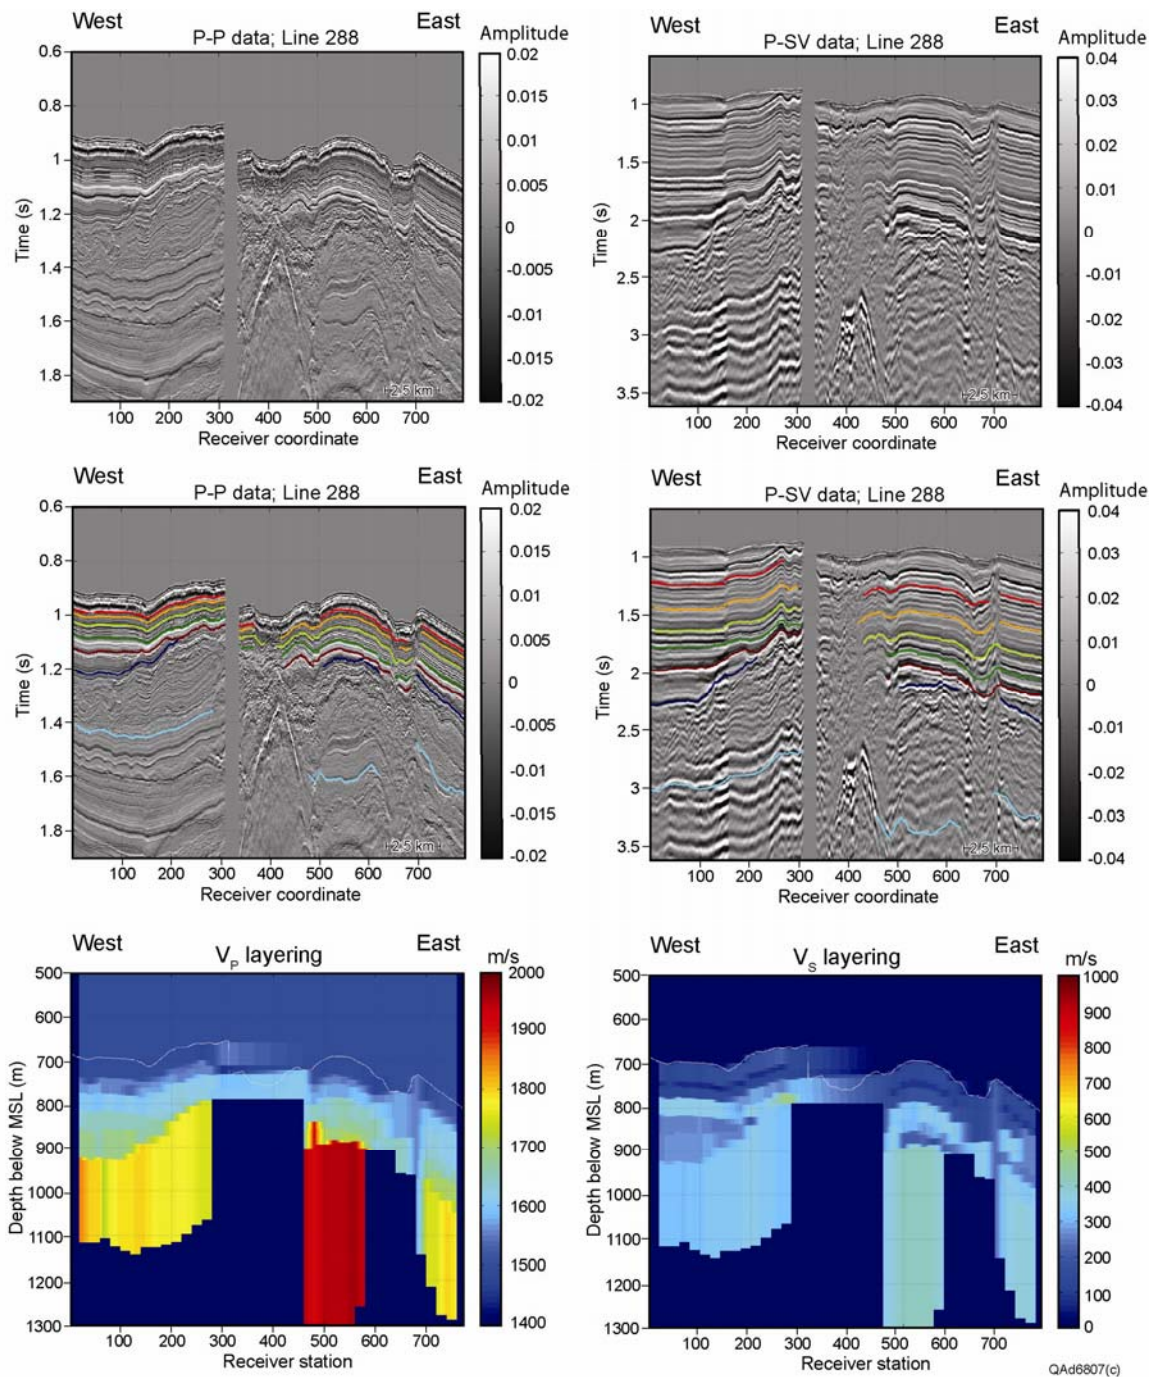 West East
P-P data; Line 288
Amplitude
0.6
0.8
1
1.2
1.4
1.6
1.8
Time (s)
0.02
0.015
0.01
0.005
0
-0.005
-0.01
-0.015
-0.02
2.5 km
100 200 300 400 500 600 700
Receiver coordinate
West East
P-SV data; Line 288
Amplitude
1
1.5
2
2.5
3
3.5
Time (s)
0.04
0.03
0.02
0.01
0
-0.01
-0.02
-0.03
-0.04
2.5 km
100 200 300 400 500 600 700
Receiver coordinate
West East
P-P data; Line 288
Amplitude
0.6
0.8
1
1.2
1.4
1.6
1.8
Time (s)
0.02
0.015
0.01
0.005
0
-0.005
-0.01
-0.015
-0.02
2.5 km
100 200 300 400 500 600 700
Receiver coordinate
West East
P-SV data; Line 288
Amplitude
1
1.5
2
2.5
3
3.5
Time (s)
0.04
0.03
0.02
0.01
0
-0.01
-0.02
-0.03
-0.04
2.5 km
100 200 300 400 500 600 700
Receiver coordinate
West East
VP layering
m/s
500
600
700
800
900
1000
1100
1200
1300
Depth below MSL (m)
2000
1900
1800
1700
1600
1500
1400
100 200 300 400 500 600 700
Receiver station
West East
VS layering
m/s
500
600
700
800
900
1000
1100
1200
1300
Depth below MSL (m)
1000
900
800
700
600
500
400
300
200
100
0
100 200 300 400 500 600 700
Receiver station
QAd6807(c)